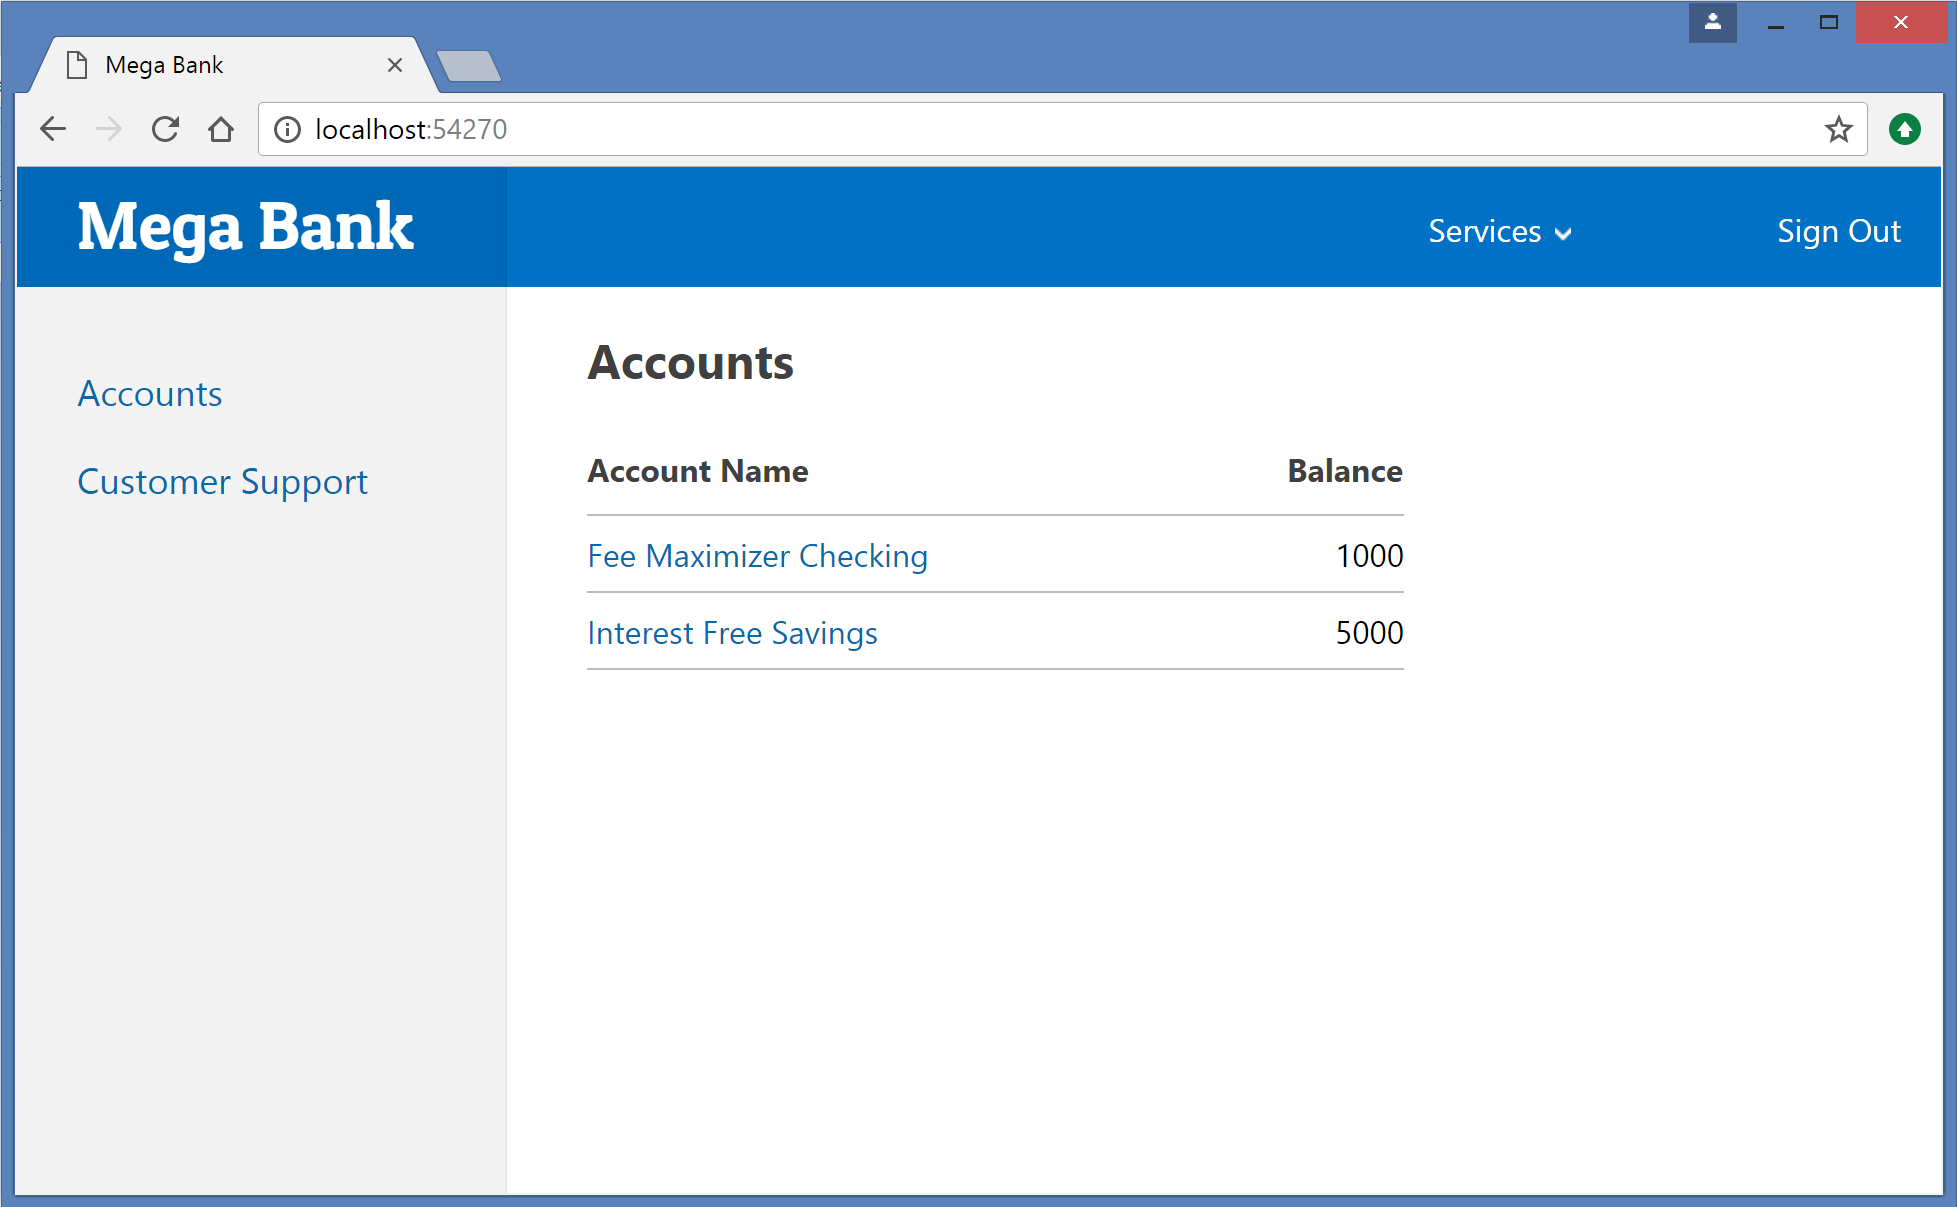 Mega Bank
localhost:54270
Mega Bank
Services
Sign Out
Accounts
Customer Support
Accounts
Account Name Balance
Fee Maximizer Checking 1000
Interest Free Savings 5000